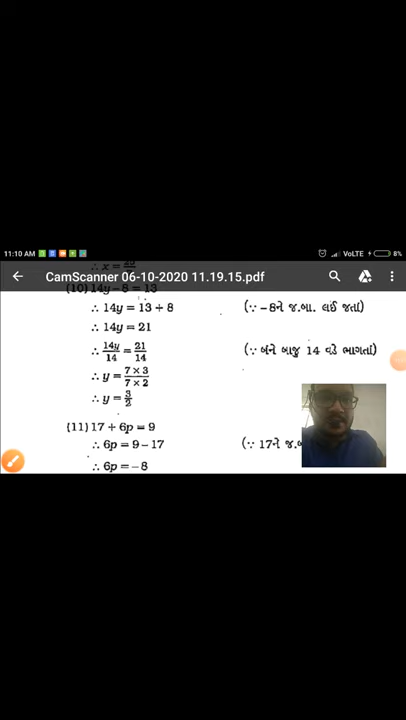 11:10 AM VoLTE 8%
CamScanner 06-10-2020 11.19.15.pdf
∴ x =
(10) 14y – 8 = 13
∴ 14y = 13 + 8 (∵ –8ને જ.બા. લઈ જતાં)
∴ 14y = 21
∴ 14y/14 = 21/14 (∵ બંને બાજુ 14 વડે ભાગતાં)
∴ y = 7 × 3/7 × 2
∴ y = 3/2
(11) 17 + 6p = 9
∴ 6p = 9 – 17 (∵ 17ને જ.બ
∴ 6p = – 8